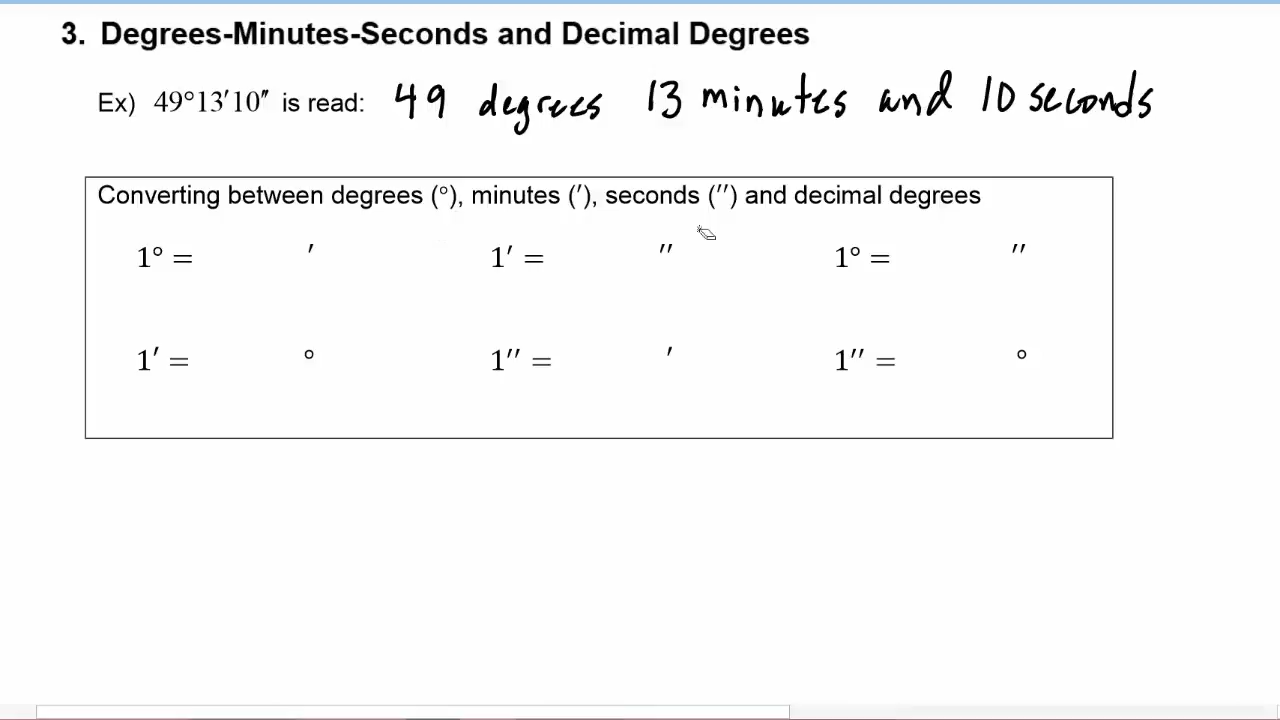 3. Degrees-Minutes-Seconds and Decimal Degrees
Ex) 49°13′10″ is read: 49 degrees 13 minutes and 10 seconds
Converting between degrees (°), minutes (′), seconds (″) and decimal degrees
1° = ′ 1′ = ″ 1° = ″
1′ = ° 1″ = ′ 1″ = °